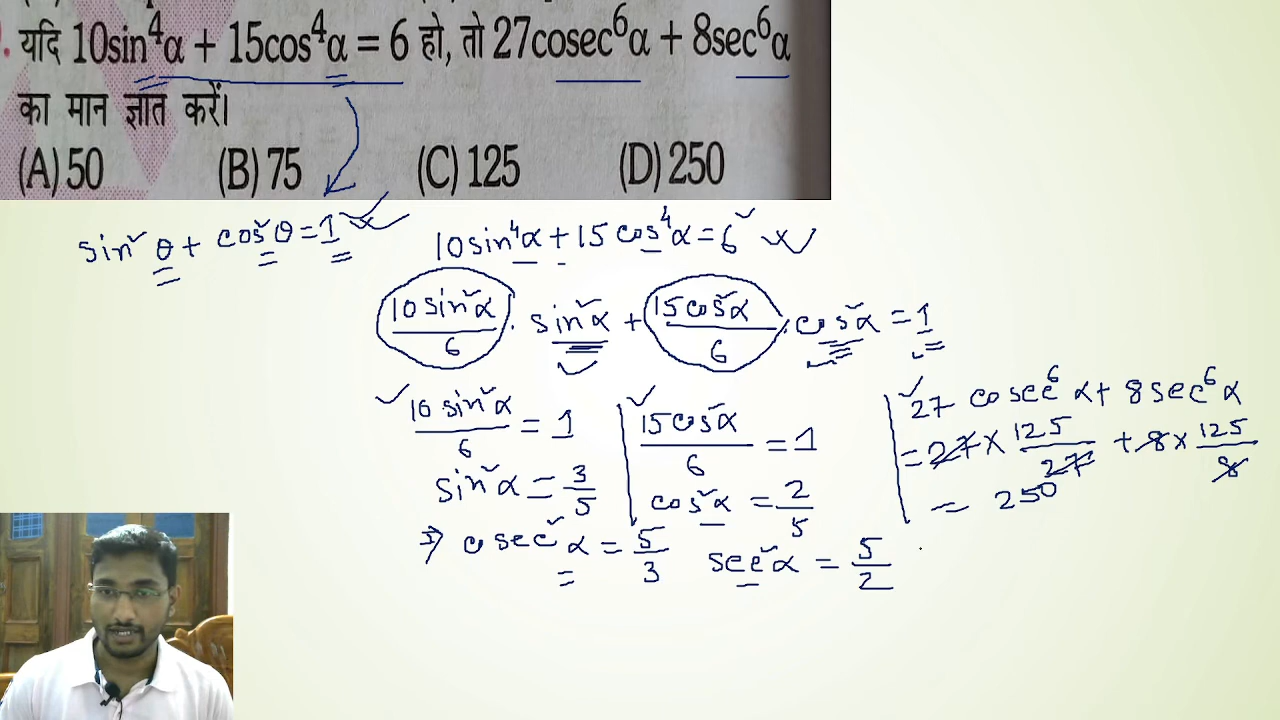 यदि 10sin⁴α + 15cos⁴α = 6 हो, तो 27cosec⁶α + 8sec⁶α
का मान ज्ञात करें।
(A) 50 (B) 75 (C) 125 (D) 250
sin²θ + cos²θ = 1
10sin⁴α + 15cos⁴α = 6
10sin²α/6 · sin²α + 15cos²α/6 · cos²α = 1
10sin²α/6 = 1
sin²α = 3/5
⇒ cosec²α = 5/3
15cos²α/6 = 1
cos²α = 2/5
sec²α = 5/2
27 cosec⁶α + 8sec⁶α
= 27 × 125/27 + 8 × 125/8
= 250